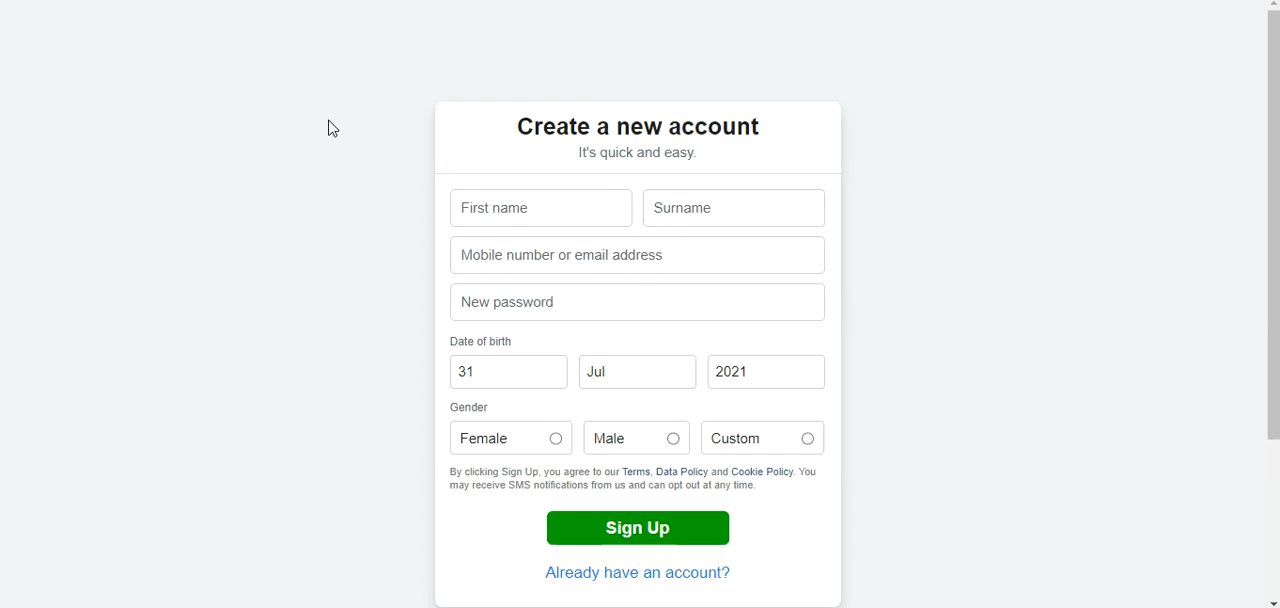 Create a new account
It's quick and easy.
First name Surname
Mobile number or email address
New password
Date of birth
31 Jul 2021
Gender
Female Male Custom
By clicking Sign Up, you agree to our Terms, Data Policy and Cookie Policy. You
may receive SMS notifications from us and can opt out at any time.
Sign Up
Already have an account?